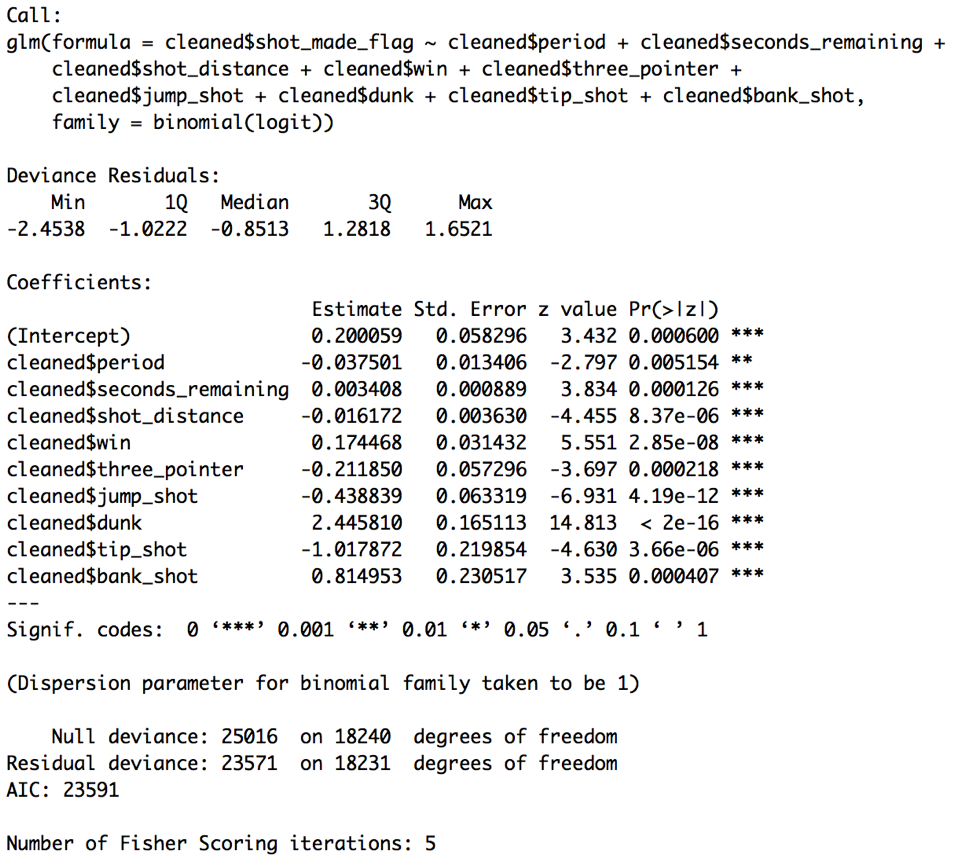 Call:
glm(formula = cleaned$shot_made_flag ~ cleaned$period + cleaned$seconds_remaining +
    cleaned$shot_distance + cleaned$win + cleaned$three_pointer +
    cleaned$jump_shot + cleaned$dunk + cleaned$tip_shot + cleaned$bank_shot,
    family = binomial(logit))

Deviance Residuals:
    Min      1Q  Median      3Q     Max
-2.4538 -1.0222 -0.8513  1.2818  1.6521

Coefficients:
                           Estimate Std. Error z value Pr(>|z|)
(Intercept)                0.200059   0.058296   3.432 0.000600 ***
cleaned$period            -0.037501   0.013406  -2.797 0.005154 **
cleaned$seconds_remaining  0.003408   0.000889   3.834 0.000126 ***
cleaned$shot_distance     -0.016172   0.003630  -4.455 8.37e-06 ***
cleaned$win                0.174468   0.031432   5.551 2.85e-08 ***
cleaned$three_pointer     -0.211850   0.057296  -3.697 0.000218 ***
cleaned$jump_shot         -0.438839   0.063319  -6.931 4.19e-12 ***
cleaned$dunk               2.445810   0.165113  14.813  < 2e-16 ***
cleaned$tip_shot          -1.017872   0.219854  -4.630 3.66e-06 ***
cleaned$bank_shot          0.814953   0.230517   3.535 0.000407 ***
---
Signif. codes:  0 ‘***’ 0.001 ‘**’ 0.01 ‘*’ 0.05 ‘.’ 0.1 ‘ ’ 1

(Dispersion parameter for binomial family taken to be 1)

    Null deviance: 25016  on 18240  degrees of freedom
Residual deviance: 23571  on 18231  degrees of freedom
AIC: 23591

Number of Fisher Scoring iterations: 5